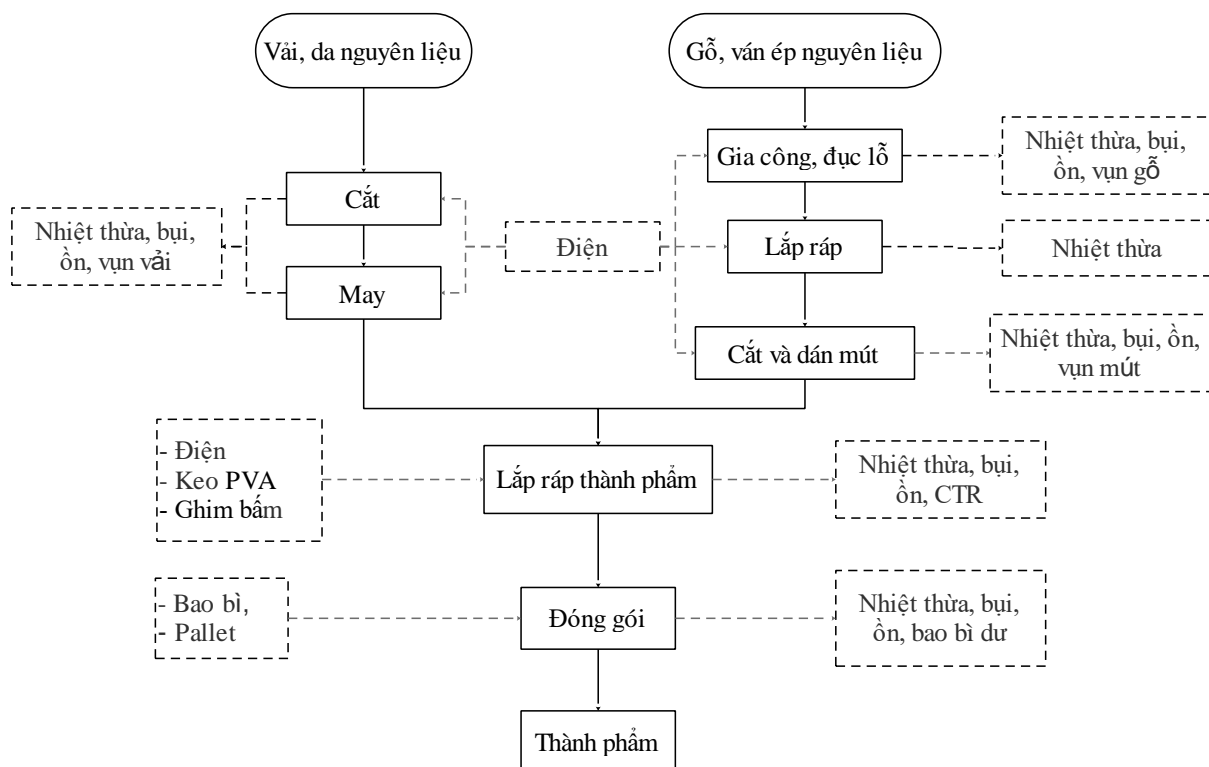 Vải, da nguyên liệu
Gỗ, ván ép nguyên liệu
Gia công, đục lỗ
Nhiệt thừa, bụi,
ồn, vụn gỗ
Cắt
Nhiệt thừa, bụi,
ồn, vụn vải
Điện
Lắp ráp
Nhiệt thừa
May
Cắt và dán mút
Nhiệt thừa, bụi, ồn,
vụn mút
- Điện
- Keo PVA
- Ghim bấm
Lắp ráp thành phẩm
Nhiệt thừa, bụi,
ồn, CTR
- Bao bì,
- Pallet
Đóng gói
Nhiệt thừa, bụi,
ồn, bao bì dư
Thành phẩm